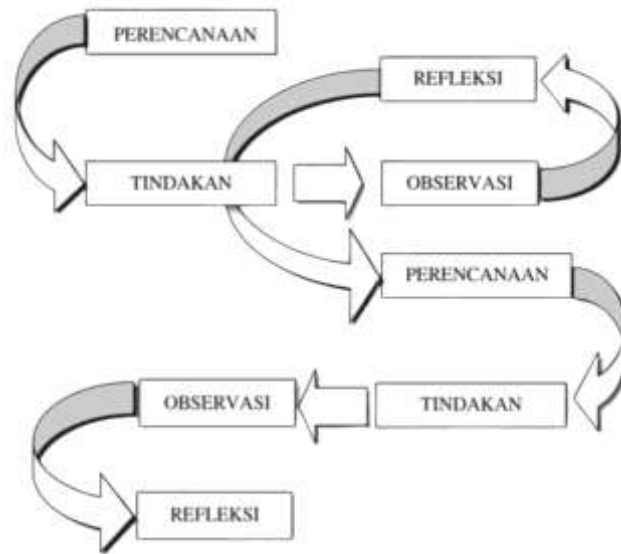 PERENCANAAN
REFLEKSI
TINDAKAN
OBSERVASI
PERENCANAAN
OBSERVASI
TINDAKAN
REFLEKSI